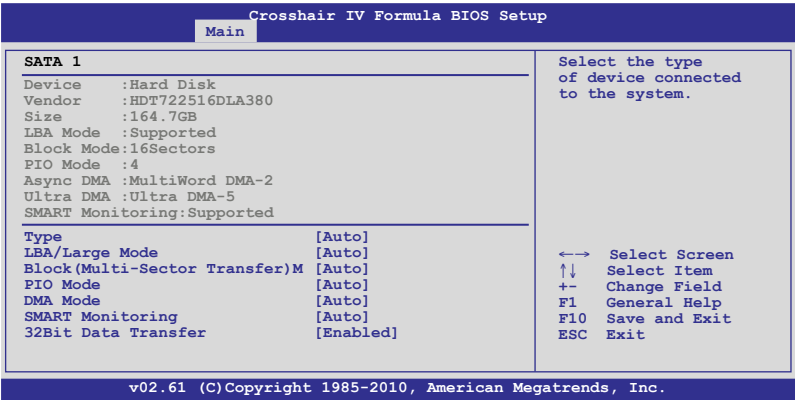 Crosshair IV Formula BIOS Setup
Main
SATA 1
Device :Hard Disk
Vendor :HDT722516DLA380
Size :164.7GB
LBA Mode :Supported
Block Mode:16Sectors
PIO Mode :4
Async DMA :MultiWord DMA-2
Ultra DMA :Ultra DMA-5
SMART Monitoring:Supported
Type [Auto]
LBA/Large Mode [Auto]
Block(Multi-Sector Transfer)M [Auto]
PIO Mode [Auto]
DMA Mode [Auto]
SMART Monitoring [Auto]
32Bit Data Transfer [Enabled]
Select the type
of device connected
to the system.
←→ Select Screen
↑↓ Select Item
+- Change Field
F1 General Help
F10 Save and Exit
ESC Exit
v02.61 (C)Copyright 1985-2010, American Megatrends, Inc.